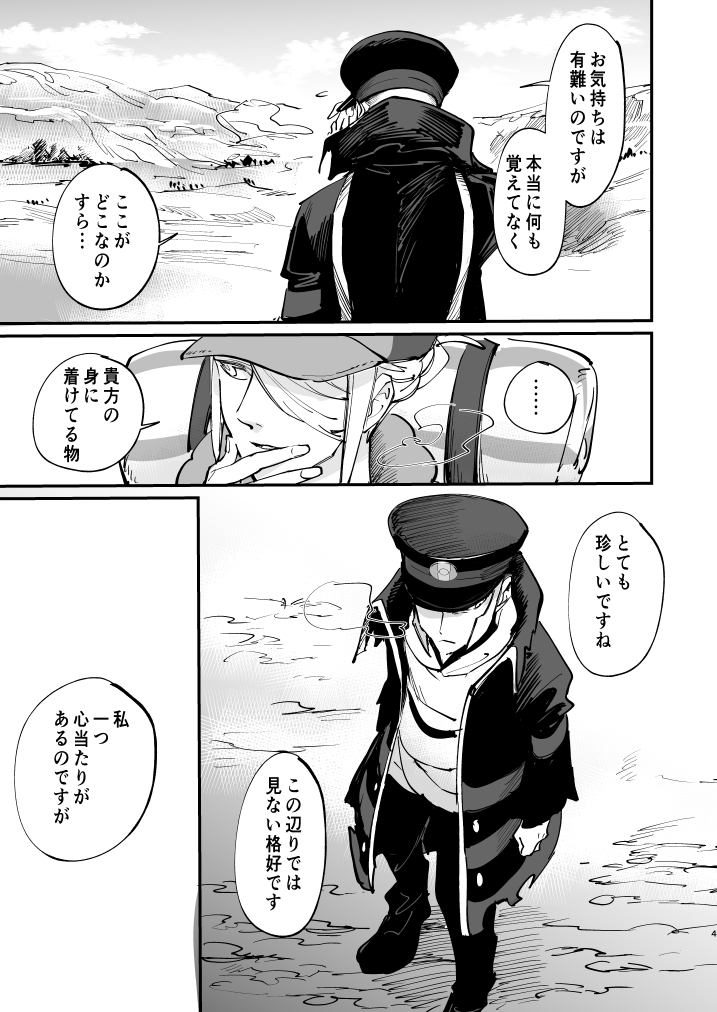 お気持ちは
有難いのですが
本当に何も
覚えてなく
ここが
どこなのか
すら…
……
貴方の
身に
着けてる物
とても
珍しいですね
この辺りでは
見ない格好です
私
一つ
心当たりが
あるのですが
4